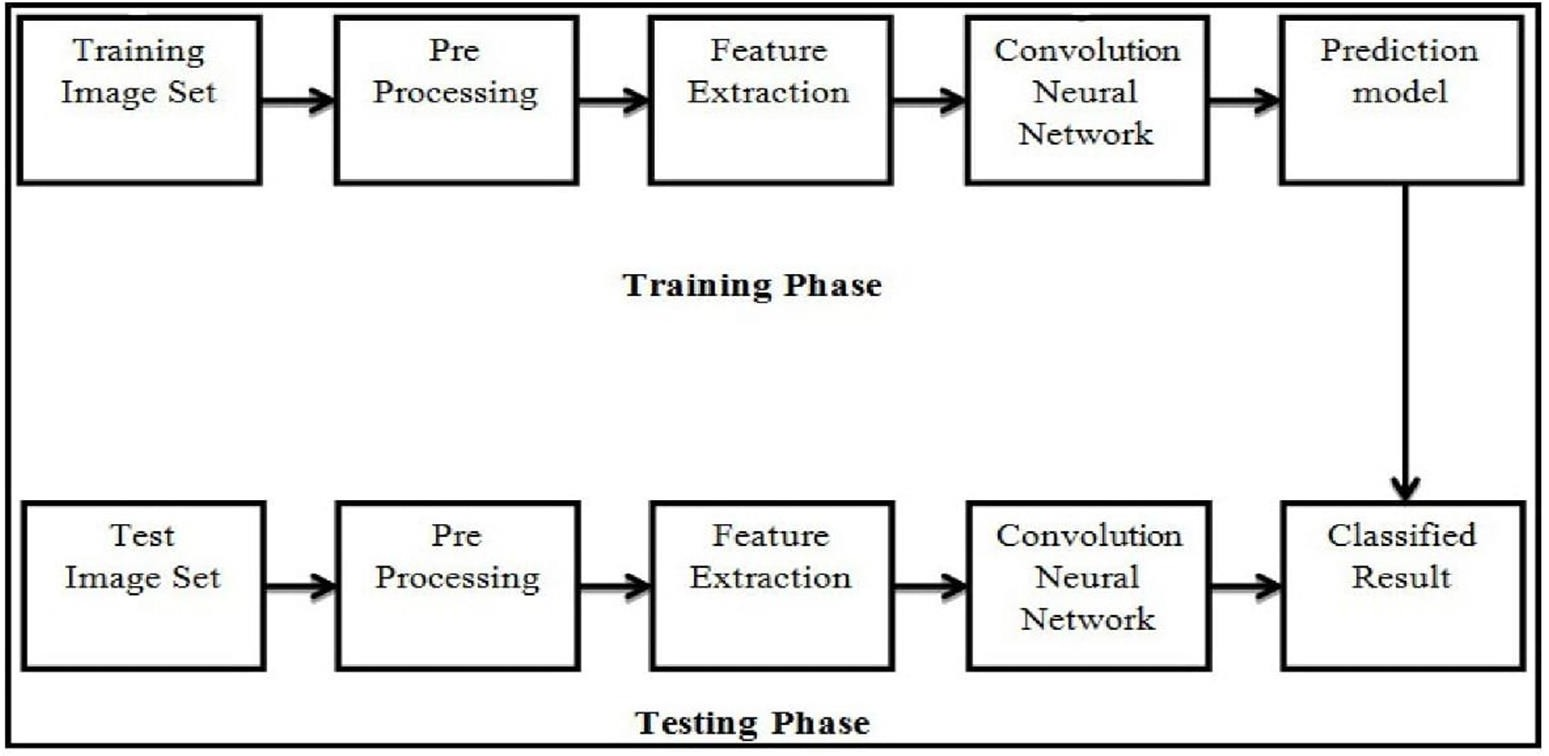 Training
Image Set
Pre
Processing
Feature
Extraction
Convolution
Neural
Network
Prediction
model
Training Phase
Test
Image Set
Pre
Processing
Feature
Extraction
Convolution
Neural
Network
Classified
Result
Testing Phase